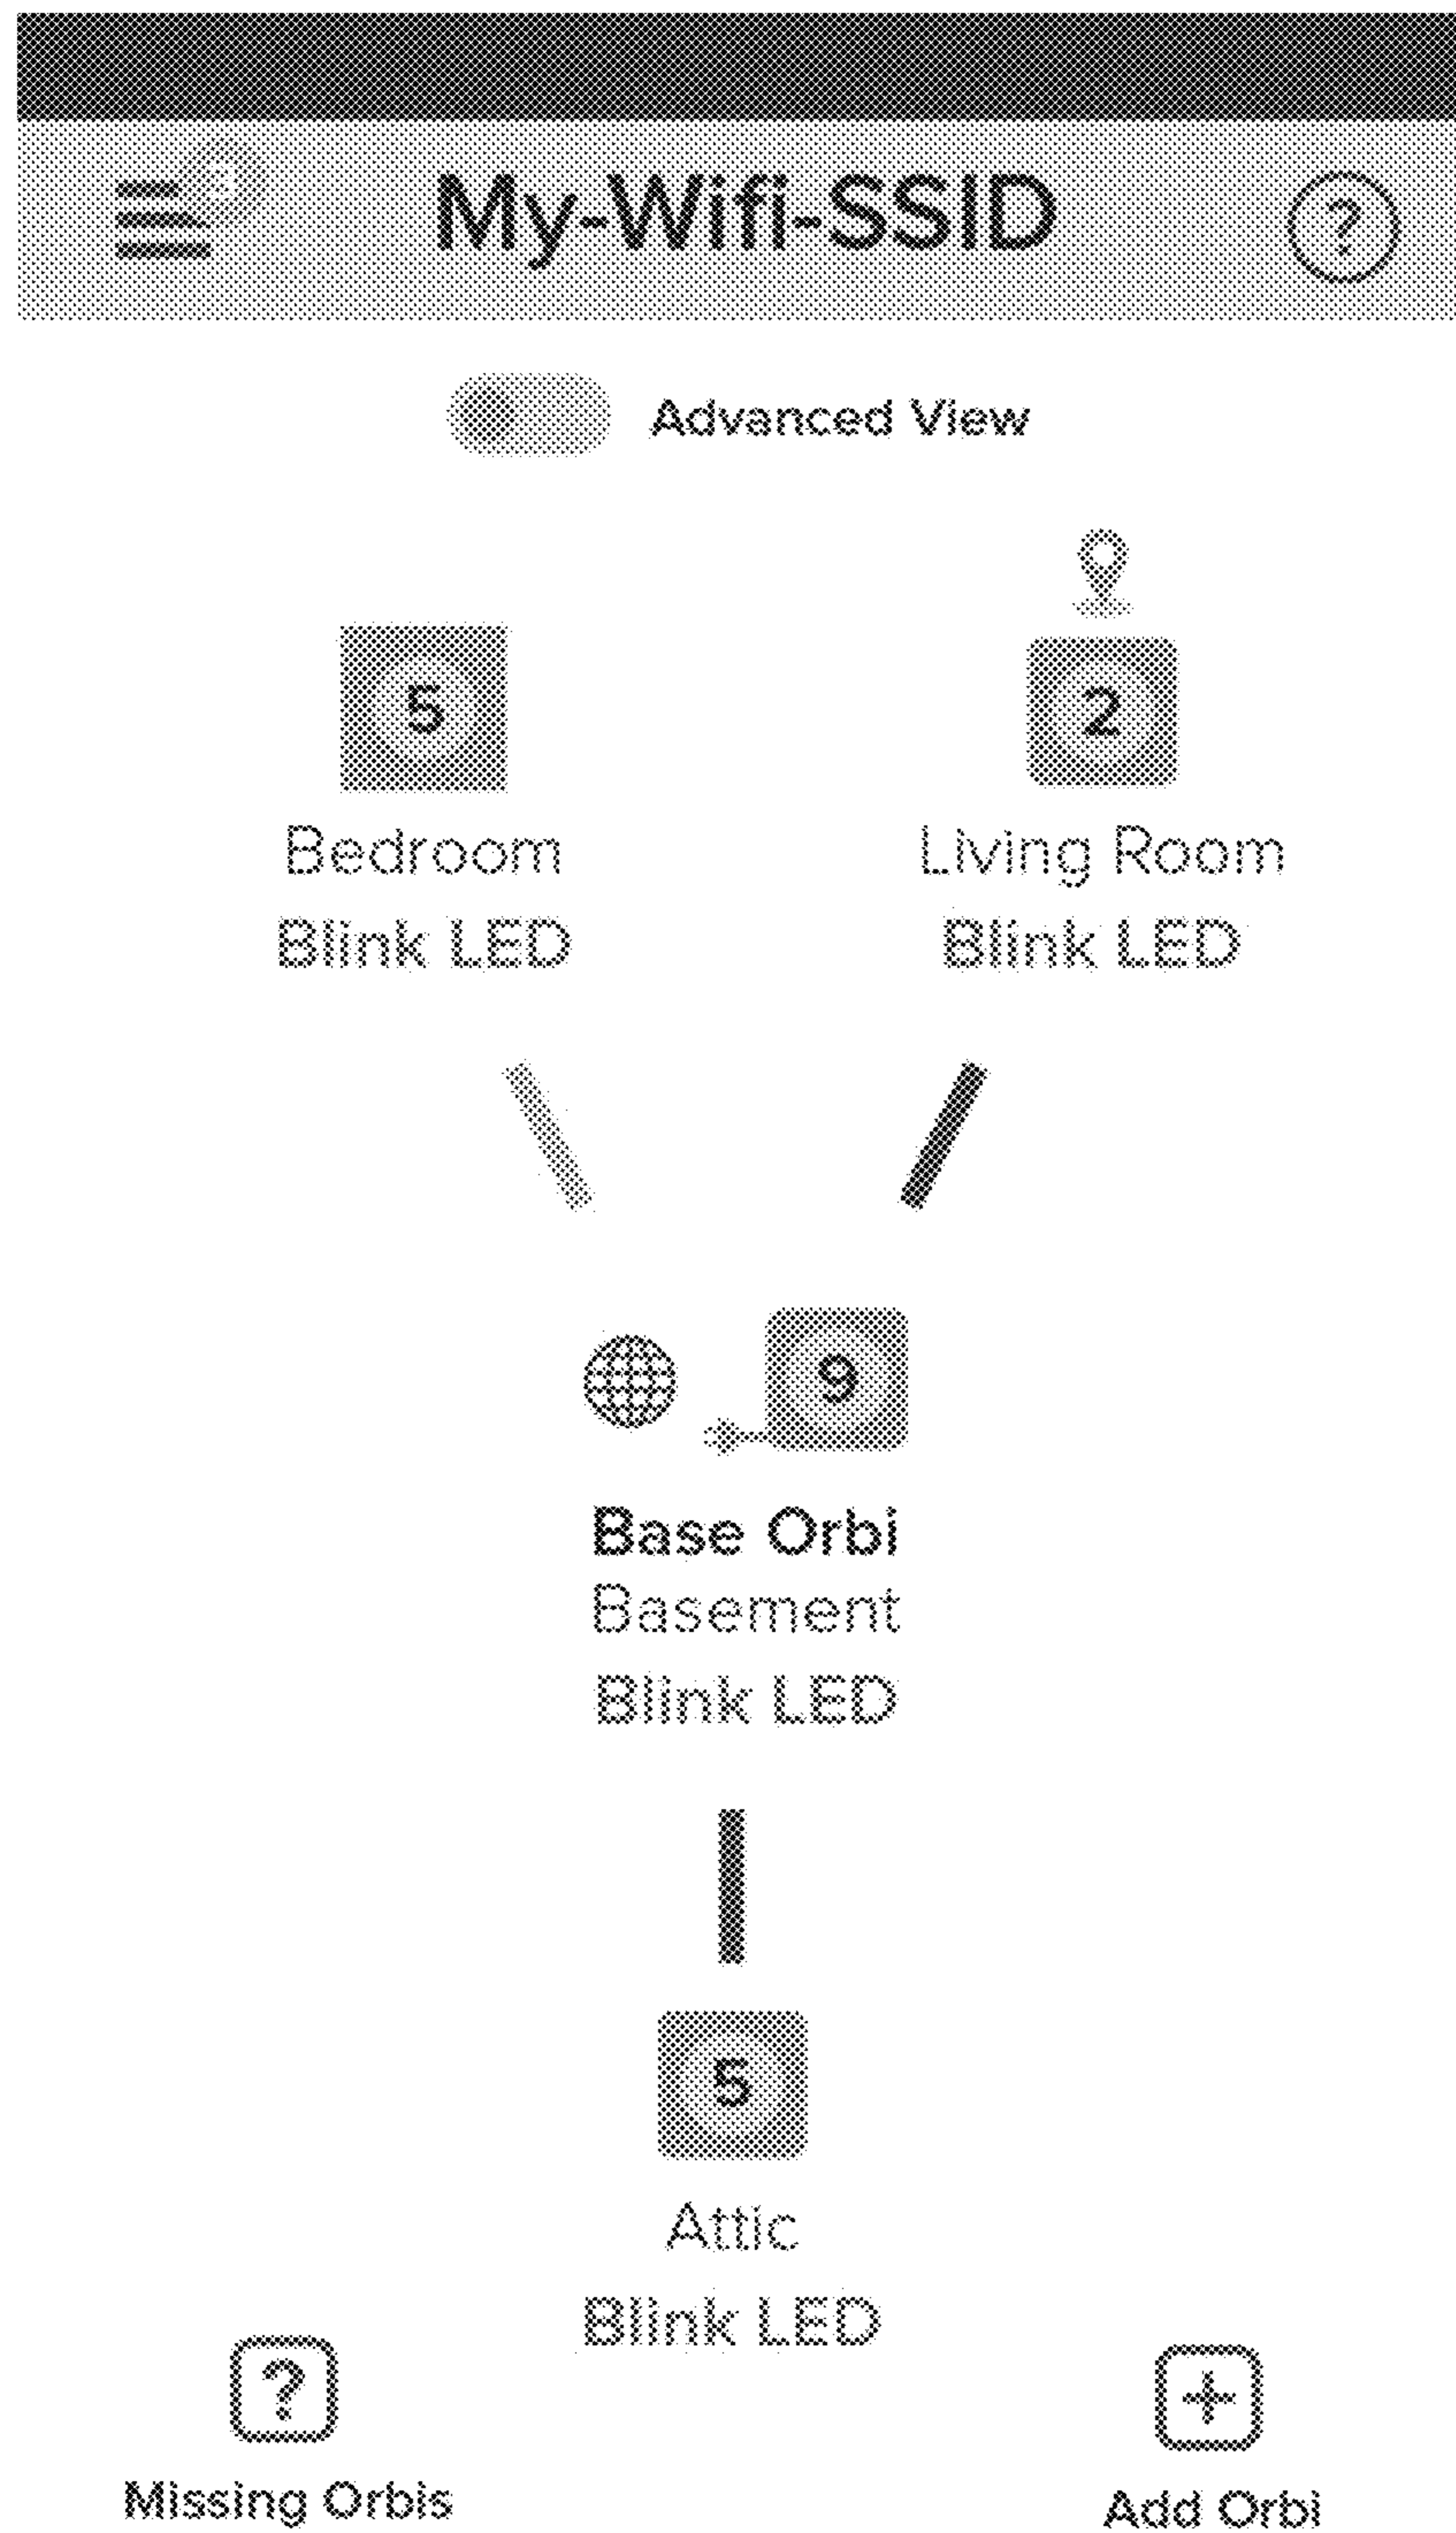 My-Wifi-SSID ?
Advanced View
5 2
Bedroom Living Room
Blink LED Blink LED
9
Base Orbi
Basement
Blink LED
5
Attic
Blink LED
? +
Missing Orbis Add Orbi